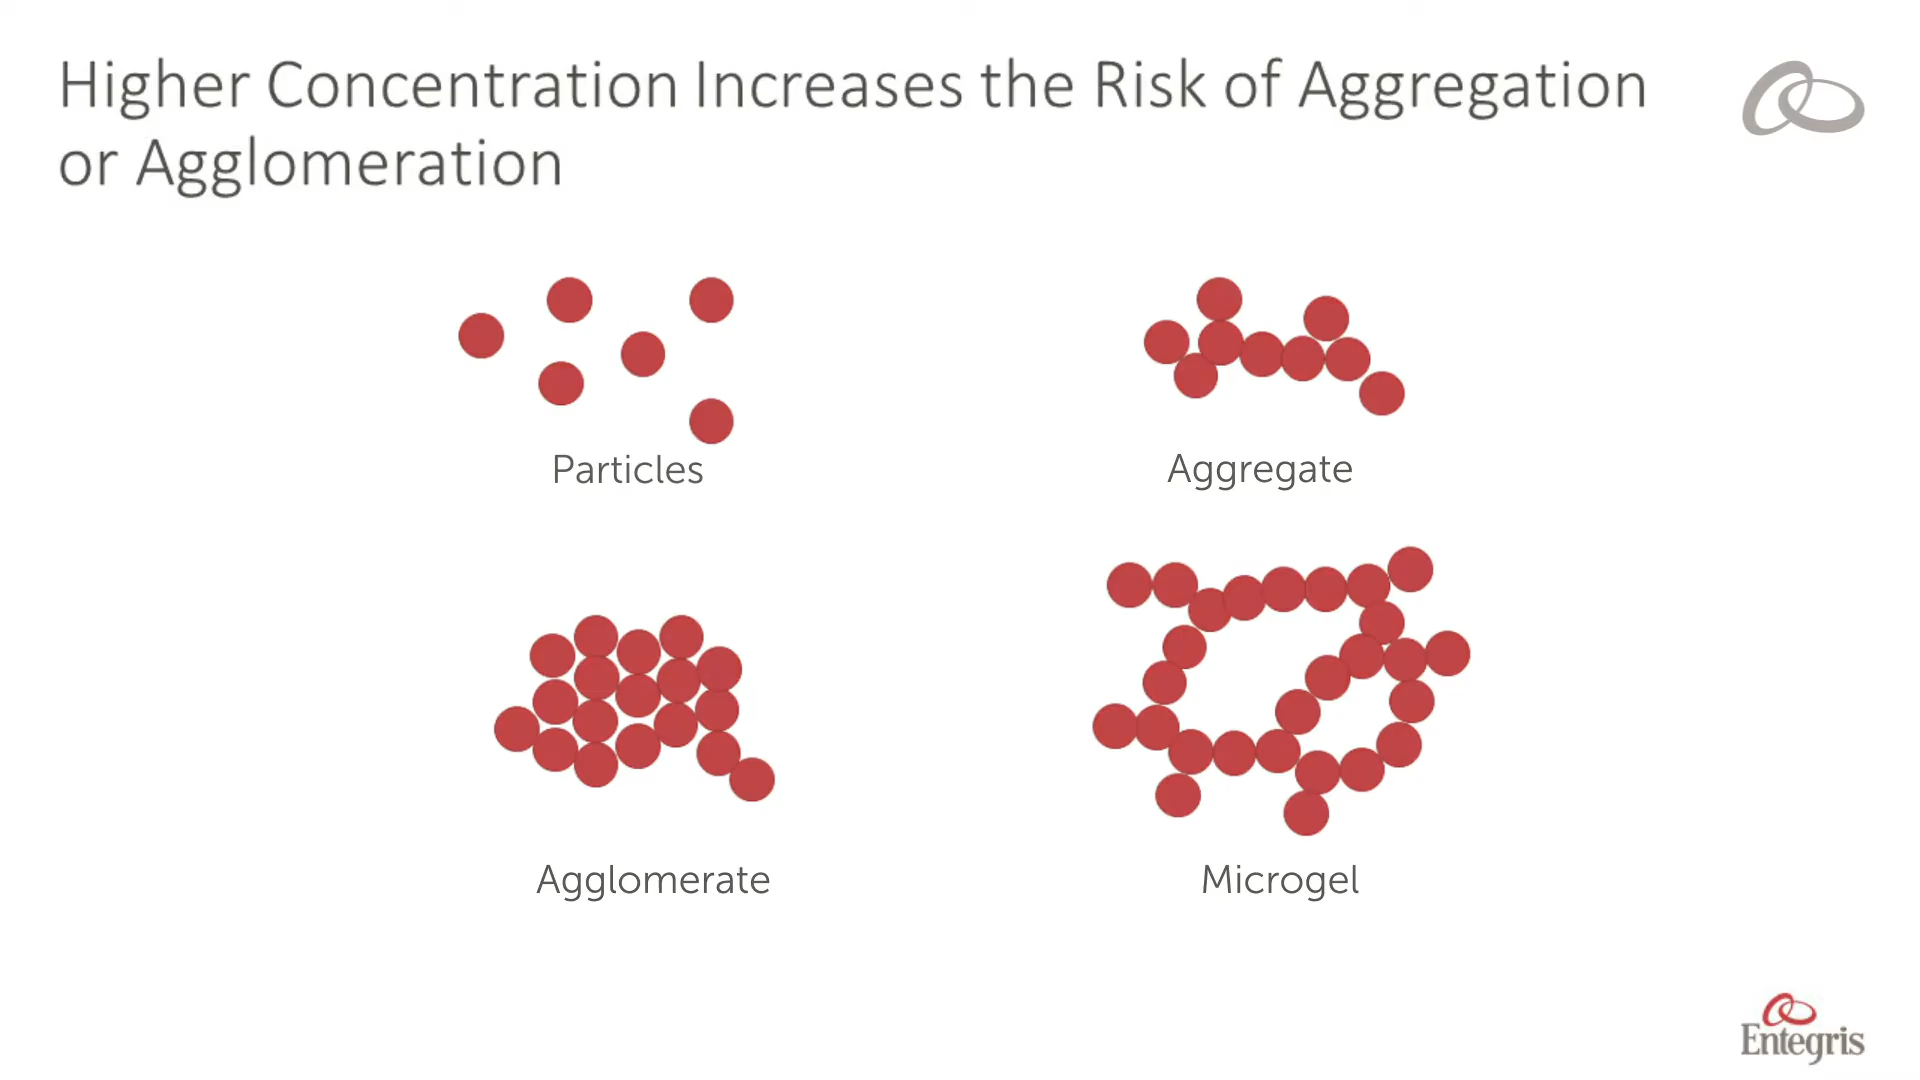 Higher Concentration Increases the Risk of Aggregation
or Agglomeration
Particles
Aggregate
Agglomerate
Microgel
Entegris